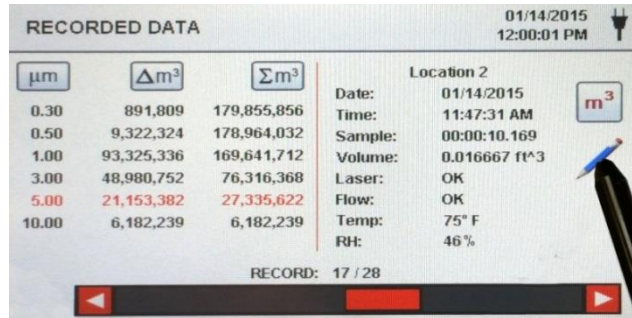 RECORDED DATA
01/14/2015
12:00:01 PM
µm Δm³ Σm³
0.30 891,809 179,855,856
0.50 9,322,324 178,964,032
1.00 93,325,336 169,641,712
3.00 48,980,752 76,316,368
5.00 21,153,382 27,335,622
10.00 6,182,239 6,182,239
Location 2
Date: 01/14/2015
Time: 11:47:31 AM
Sample: 00:00:10.169
Volume: 0.016667 ft^3
Laser: OK
Flow: OK
Temp: 75° F
RH: 46%
m³
RECORD: 17 / 28